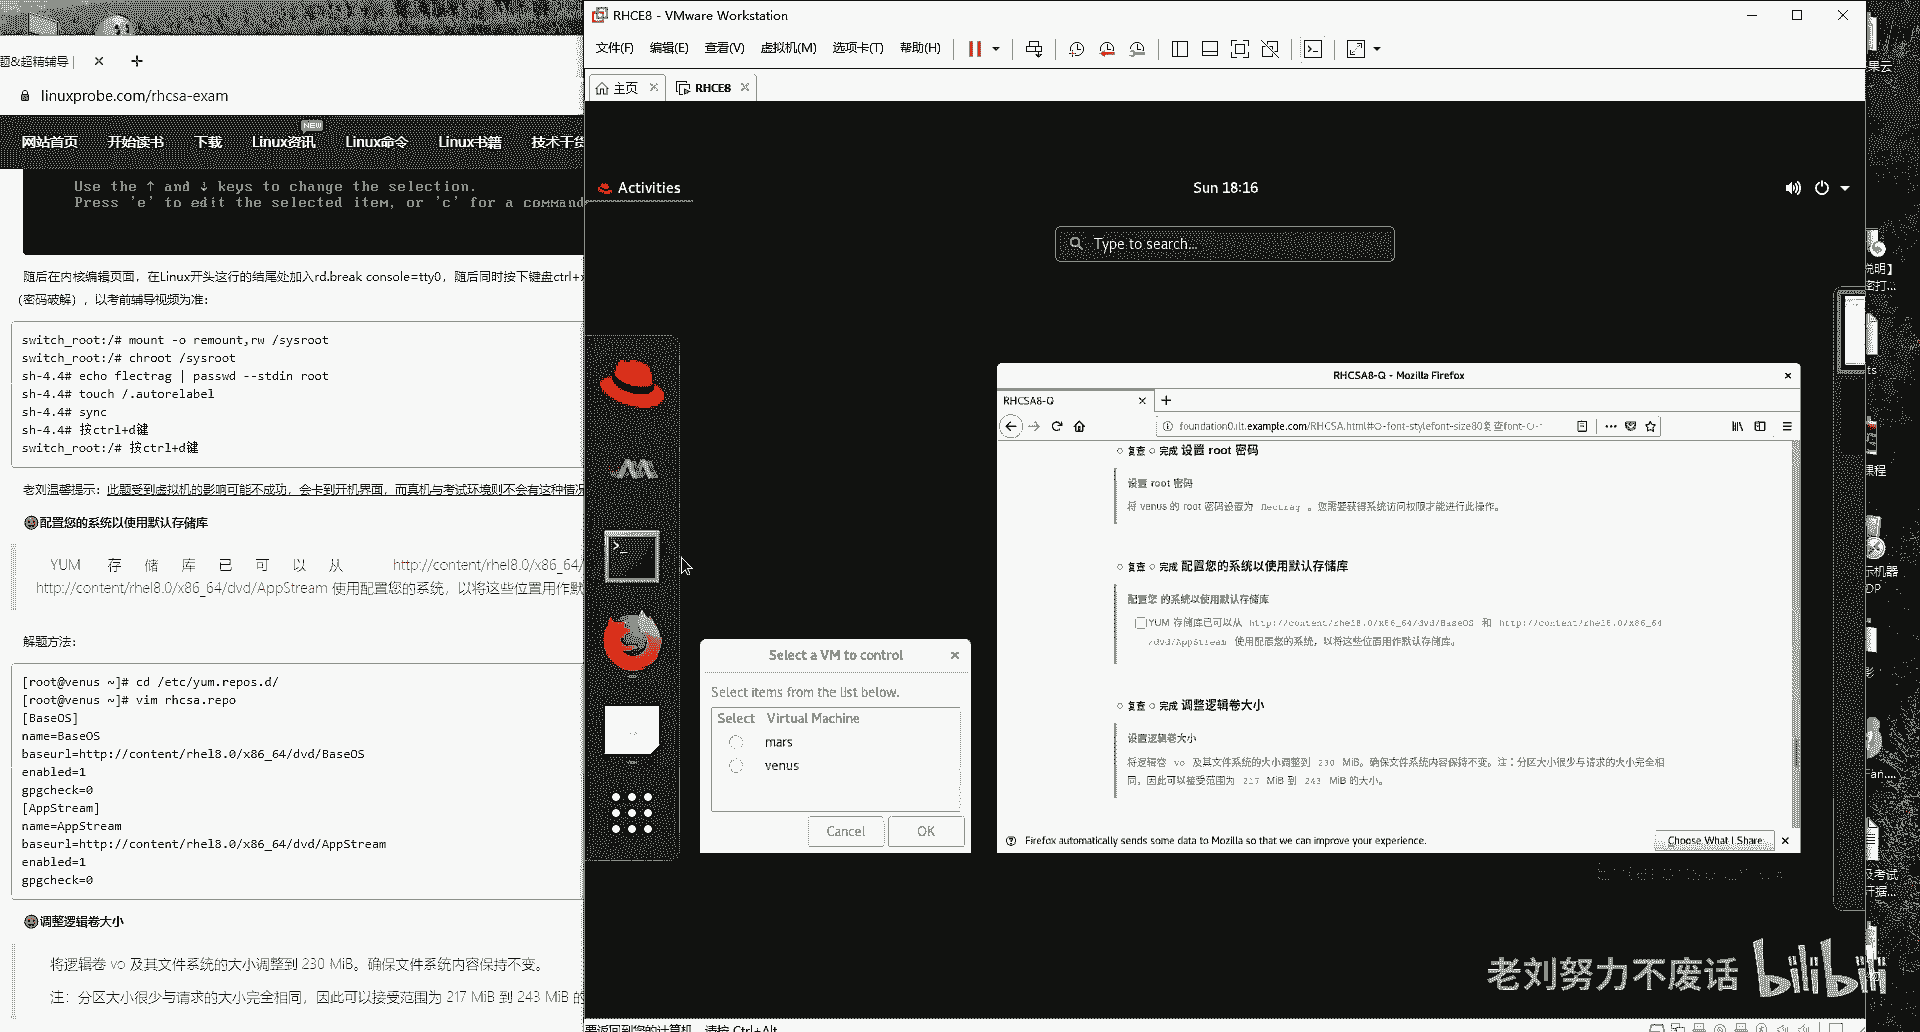 题&超精辅导 |
linuxprobe.com/rhcsa-exam
网站首页 开始读书 下载 Linux资讯 NEW Linux命令 Linux书籍 技术干货
Use the ↑ and ↓ keys to change the selection.
Press 'e' to edit the selected item, or 'c' for a command
随后在内核编辑页面，在Linux开头这行的结尾处加入rd.break console=tty0，随后同时按下键盘ctrl+x
（密码破解），以考前辅导视频为准：
switch_root:/# mount -o remount,rw /sysroot
switch_root:/# chroot /sysroot
sh-4.4# echo flectrag | passwd --stdin root
sh-4.4# touch /.autorelabel
sh-4.4# sync
sh-4.4# 按ctrl+d键
switch_root:/# 按ctrl+d键
老刘温馨提示：此题受到虚拟机的影响可能不成功，会卡到开机界面，而真机与考试环境则不会有这种情况
配置您的系统以使用默认存储库
YUM 存储库已可以从 http://content/rhel8.0/x86_64/
http://content/rhel8.0/x86_64/dvd/AppStream 使用配置您的系统，以将这些位置用作默
解题方法：
[root@venus ~]# cd /etc/yum.repos.d/
[root@venus ~]# vim rhcsa.repo
[BaseOS]
name=BaseOS
baseurl=http://content/rhel8.0/x86_64/dvd/BaseOS
enabled=1
gpgcheck=0
[AppStream]
name=AppStream
baseurl=http://content/rhel8.0/x86_64/dvd/AppStream
enabled=1
gpgcheck=0
调整逻辑卷大小
将逻辑卷 vo 及其文件系统的大小调整到 230 MiB。确保文件系统内容保持不变。
注：分区大小很少与请求的大小完全相同，因此可以接受范围为 217 MiB 到 243 MiB 的
RHCE8 - VMware Workstation
文件(F) 编辑(E) 查看(V) 虚拟机(M) 选项卡(T) 帮助(H)
主页 RHCE8
Activities
Sun 18:16
Type to search...
Select a VM to control
Select items from the list below.
Select Virtual Machine
mars
venus
Cancel OK
RHCSA8-Q - Mozilla Firefox
RHCSA8-Q
复查 完成 设置 root 密码
设置 root 密码
将 venus 的 root 密码设置为 flectrag 。您需要获得系统访问权限才能进行此操作。
复查 完成 配置您的系统以使用默认存储库
配置您 的系统以使用默认存储库
YUM 存储库已可以从 http://content/rhel8.0/x86_64/dvd/BaseOS 和 http://content/rhel8.0/x86_64
/dvd/AppStream 使用配置您的系统，以将这些位置用作默认存储库。
复查 完成 调整逻辑卷大小
设置逻辑卷大小
将逻辑卷 vo 及其文件系统的大小调整到 230 MiB。确保文件系统内容保持不变。注：分区大小很少与请求的大小完全相
同，因此可以接受范围为 217 MiB 到 243 MiB 的大小。
Firefox automatically sends some data to Mozilla so that we can improve your experience.
Choose What I Share
老刘努力不废话 bilibili
要返回到您的计算机，请按 Ctrl+Alt